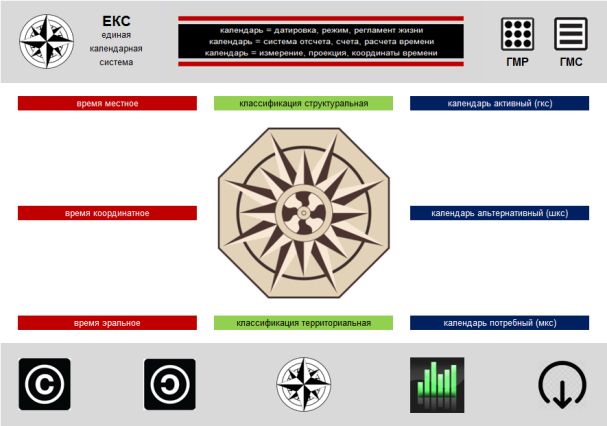 ЕКС
единая
календарная
система
календарь = датировка, режим, регламент жизни
календарь = система отсчета, счета, расчета времени
календарь = измерение, проекция, координаты времени
ГМР
ГМС
время местное
классификация структуральная
календарь активный (гкс)
время координатное
календарь альтернативный (шкс)
время эральное
классификация территориальная
календарь потребный (мкс)